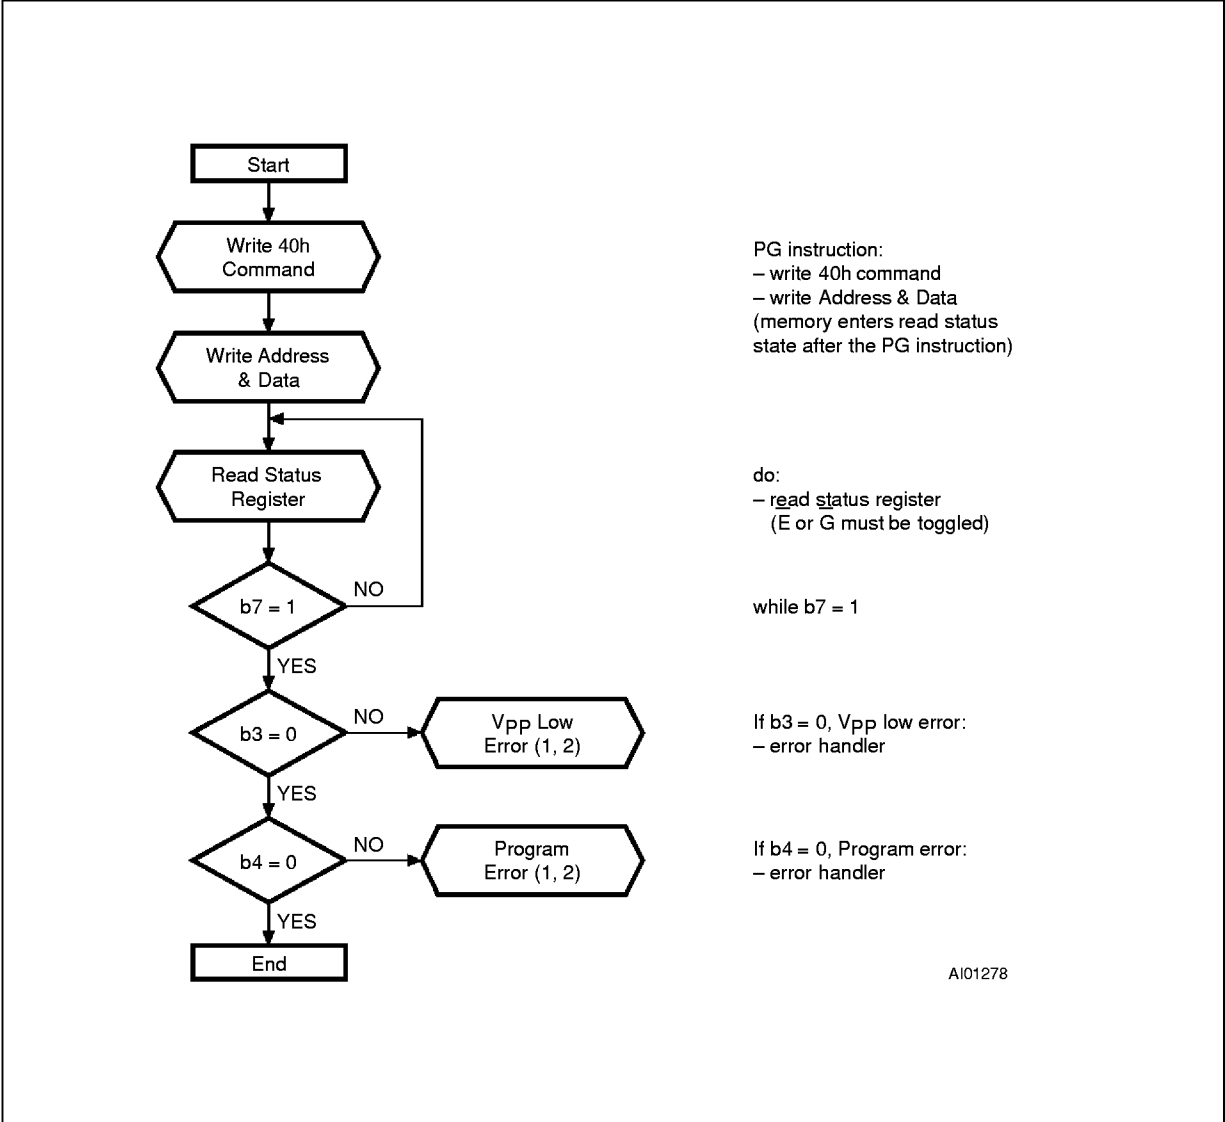 Start
Write 40h
Command
Write Address
& Data
Read Status
Register
b7 = 1
NO
YES
b3 = 0
NO
YES
VPP Low
Error (1, 2)
b4 = 0
NO
YES
Program
Error (1, 2)
End
PG instruction:
– write 40h command
– write Address & Data
(memory enters read status
state after the PG instruction)
do:
– read status register
(E or G must be toggled)
while b7 = 1
If b3 = 0, VPP low error:
– error handler
If b4 = 0, Program error:
– error handler
AI01278